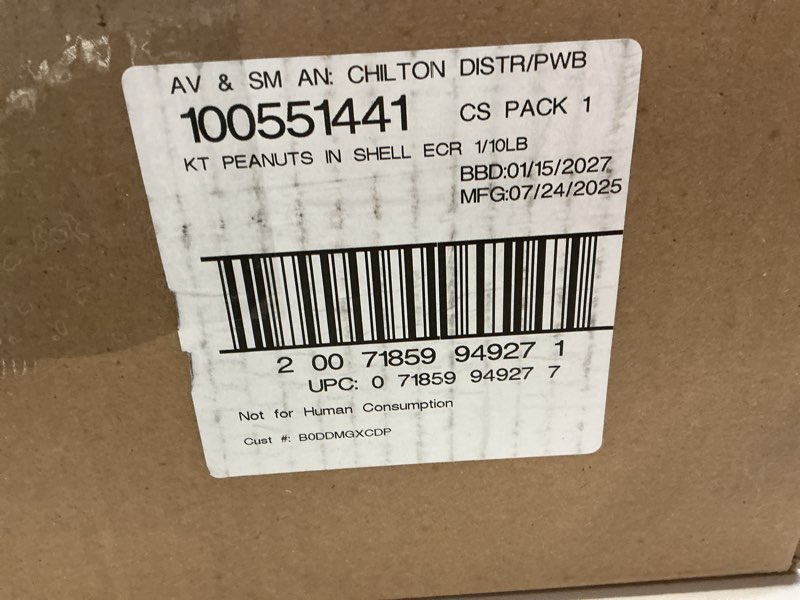 AV & SM AN: CHILTON DISTR/PWB
100551441 CS PACK 1
KT PEANUTS IN SHELL ECR 1/10LB
BBD:01/15/2027
MFG:07/24/2025
2 00 71859 94927 1
UPC: 0 71859 94927 7
Not for Human Consumption
Cust #: B0DDMGXCDP